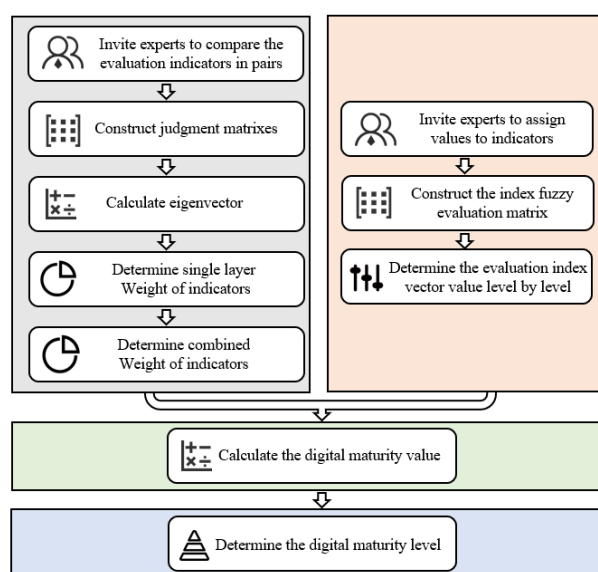 Invite experts to compare the
evaluation indicators in pairs
Construct judgment matrixes
Calculate eigenvector
Determine single layer
Weight of indicators
Determine combined
Weight of indicators
Invite experts to assign
values to indicators
Construct the index fuzzy
evaluation matrix
Determine the evaluation index
vector value level by level
Calculate the digital maturity value
Determine the digital maturity level